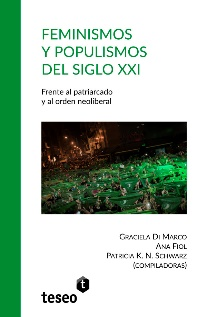 FEMINISMOS
Y POPULISMOS
DEL SIGLO XXI
Frente al patriarcado
y al orden neoliberal
GRACIELA DI MARCO
ANA FIOL
PATRICIA K. N. SCHWARZ
(COMPILADORAS)
teseo
t